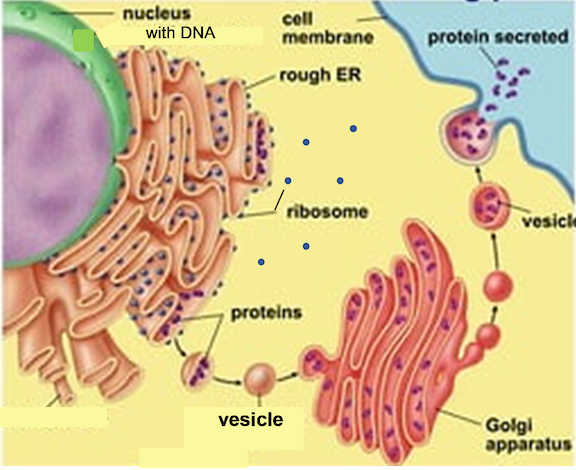 nucleus
with DNA
cell
membrane
protein secreted
rough ER
ribosome
vesicle
proteins
vesicle
Golgi
apparatus